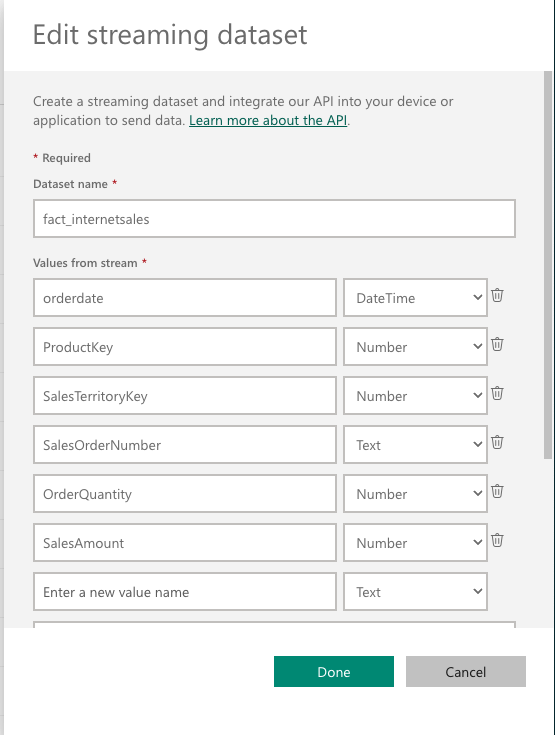 Edit streaming dataset
Create a streaming dataset and integrate our API into your device or
application to send data. Learn more about the API.
* Required
Dataset name *
fact_internetsales
Values from stream *
orderdate DateTime
ProductKey Number
SalesTerritoryKey Number
SalesOrderNumber Text
OrderQuantity Number
SalesAmount Number
Enter a new value name Text
Done Cancel